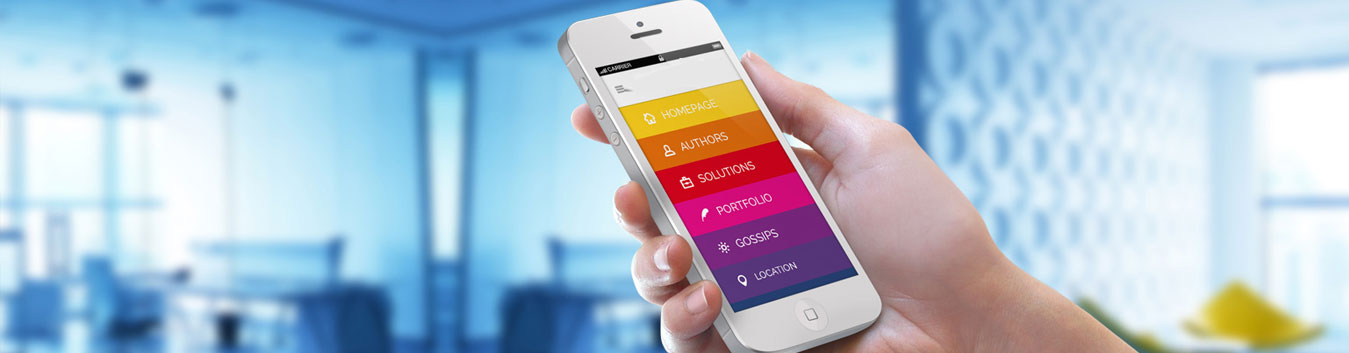 CARRIER
HOMEPAGE
AUTHORS
SOLUTIONS
PORTFOLIO
GOSSIPS
LOCATION